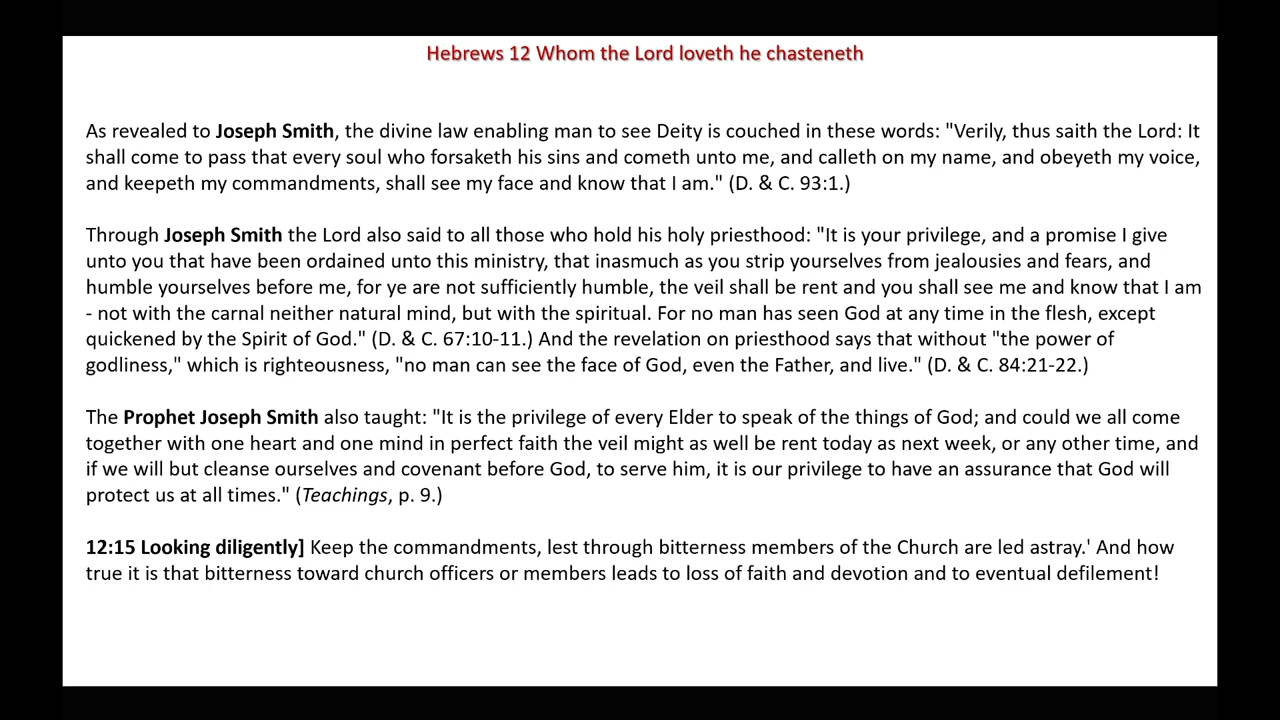 Hebrews 12 Whom the Lord loveth he chasteneth
As revealed to Joseph Smith, the divine law enabling man to see Deity is couched in these words: "Verily, thus saith the Lord: It
shall come to pass that every soul who forsaketh his sins and cometh unto me, and calleth on my name, and obeyeth my voice,
and keepeth my commandments, shall see my face and know that I am." (D. & C. 93:1.)
Through Joseph Smith the Lord also said to all those who hold his holy priesthood: "It is your privilege, and a promise I give
unto you that have been ordained unto this ministry, that inasmuch as you strip yourselves from jealousies and fears, and
humble yourselves before me, for ye are not sufficiently humble, the veil shall be rent and you shall see me and know that I am
- not with the carnal neither natural mind, but with the spiritual. For no man has seen God at any time in the flesh, except
quickened by the Spirit of God." (D. & C. 67:10-11.) And the revelation on priesthood says that without "the power of
godliness," which is righteousness, "no man can see the face of God, even the Father, and live." (D. & C. 84:21-22.)
The Prophet Joseph Smith also taught: "It is the privilege of every Elder to speak of the things of God; and could we all come
together with one heart and one mind in perfect faith the veil might as well be rent today as next week, or any other time, and
if we will but cleanse ourselves and covenant before God, to serve him, it is our privilege to have an assurance that God will
protect us at all times." (Teachings, p. 9.)
12:15 Looking diligently] Keep the commandments, lest through bitterness members of the Church are led astray.' And how
true it is that bitterness toward church officers or members leads to loss of faith and devotion and to eventual defilement!